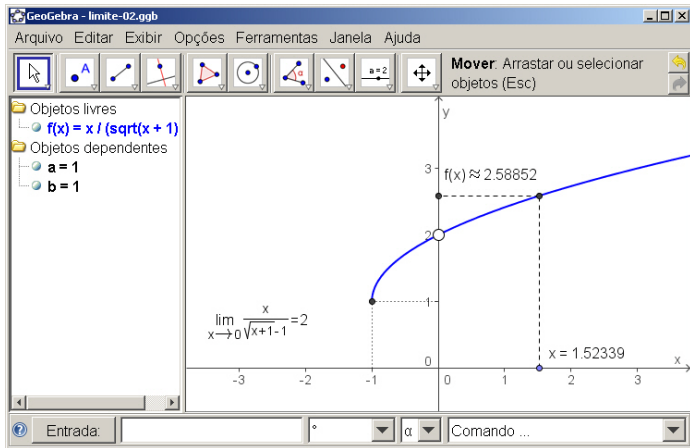 GeoGebra - limite-02.ggb
Arquivo Editar Exibir Opções Ferramentas Janela Ajuda
A
a=2
Mover: Arrastar ou selecionar
objetos (Esc)
Objetos livres
f(x) = x / (sqrt(x + 1)
Objetos dependentes
a = 1
b = 1
y
3
f(x) ≈ 2.58852
2
1
lim x→0 x/(√x+1-1) =2
x = 1.52339
x
0
-3 -2 -1 0 1 2 3
Entrada: ° α Comando ...